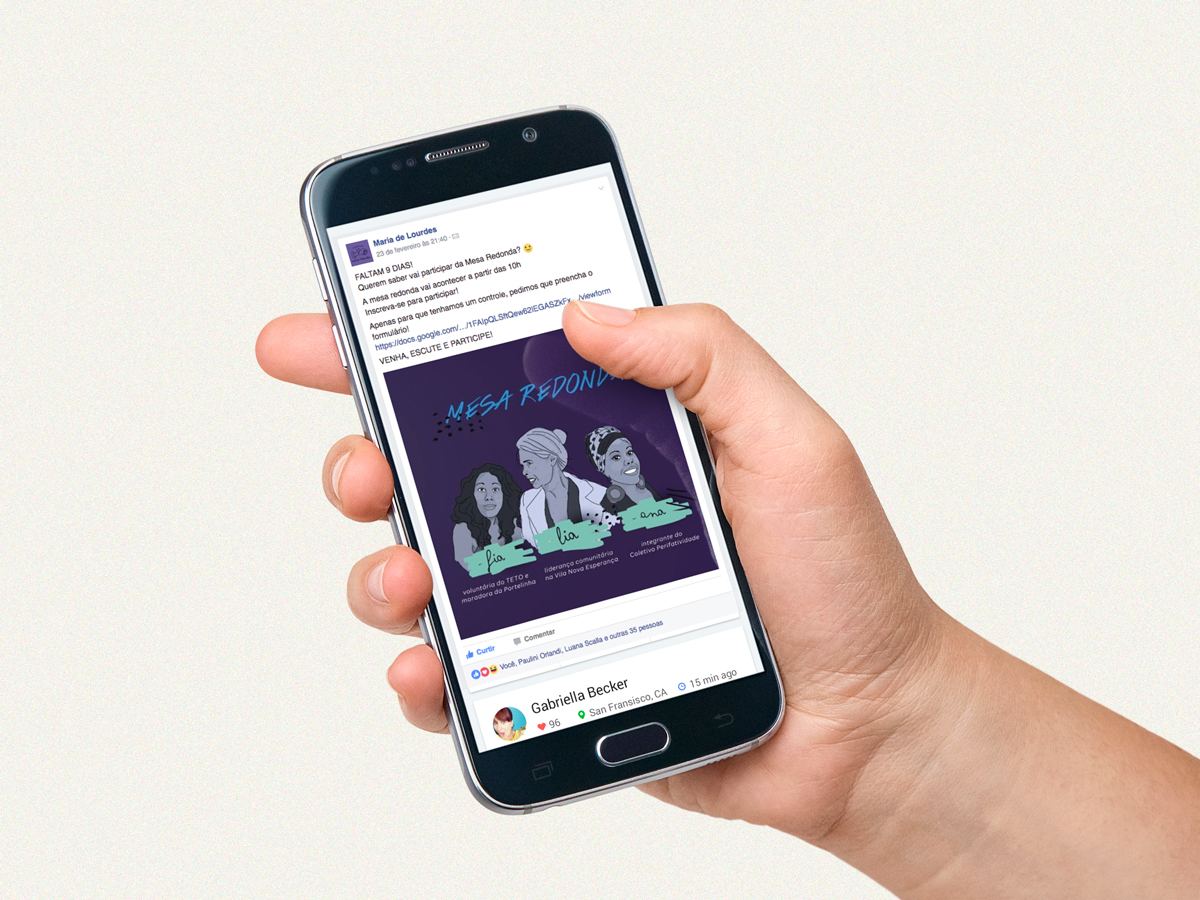 Maria de Lourdes
23 de fevereiro às 21:40
FALTAM 9 DIAS!
Querem saber vai participar da Mesa Redonda?
A mesa redonda vai acontecer a partir das 10h
Inscreva-se para participar!
Apenas para que tenhamos um controle, pedimos que preencha o
formulário!
https://docs.google.com/.../1FAIpQLSftQew62IEGASZkFx.../viewform
VENHA, ESCUTE E PARTICIPE!
MESA REDONDA
fia
lia
ana
voluntária do TETO e
moradora da Portelinha
liderança comunitária
na Vila Nova Esperança
integrante do
Coletivo Perifatividade
Curtir
Comentar
Você, Paulini Orlandi, Luana Scalla e outras 35 pessoas
Gabriella Becker
96
San Fransisco, CA
15 min ago